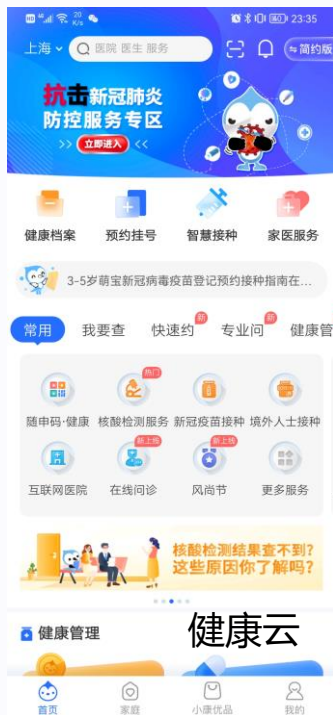 HD 4G 20 K/s 80 23:35
上海 医院 医生 服务 简约版
抗击新冠肺炎
防控服务专区
>> 立即进入 <<
健康档案 预约挂号 智慧接种 家医服务
3-5岁萌宝新冠病毒疫苗登记预约接种指南在...
常用 我要查 快速约 新 专业问 新 健康管
热门
随申码·健康 核酸检测服务 新冠疫苗接种 境外人士接种
新上线 新上线
互联网医院 在线问诊 风尚节 更多服务
核酸检测结果查不到?
这些原因你了解吗?
健康管理 健康云
首页 家庭 小康优品 我的